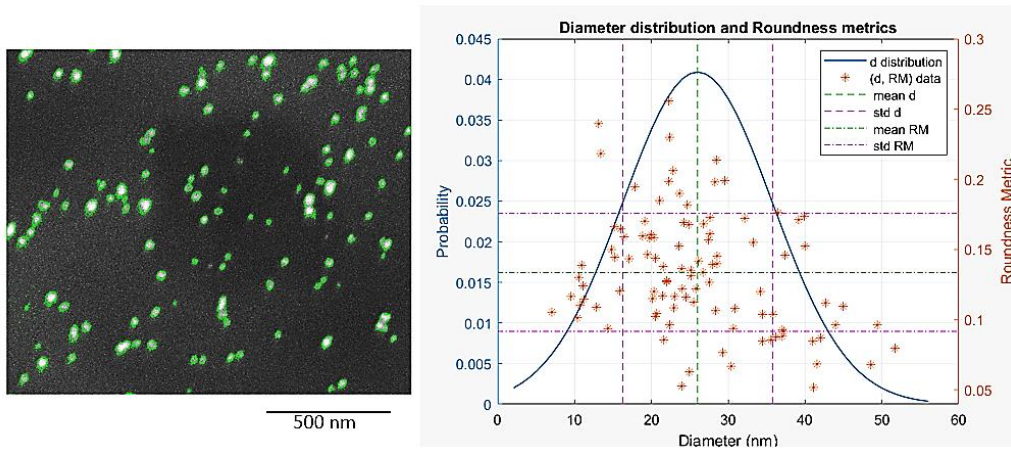 500 nm
Diameter distribution and Roundness metrics
d distribution
(d, RM) data
mean d
std d
mean RM
std RM
Probability
0.045
0.04
0.035
0.03
0.025
0.02
0.015
0.01
0.005
0
0 10 20 30 40 50 60
Diameter (nm)
0.3
0.25
0.2
0.15
0.1
0.05
Roundness Metric